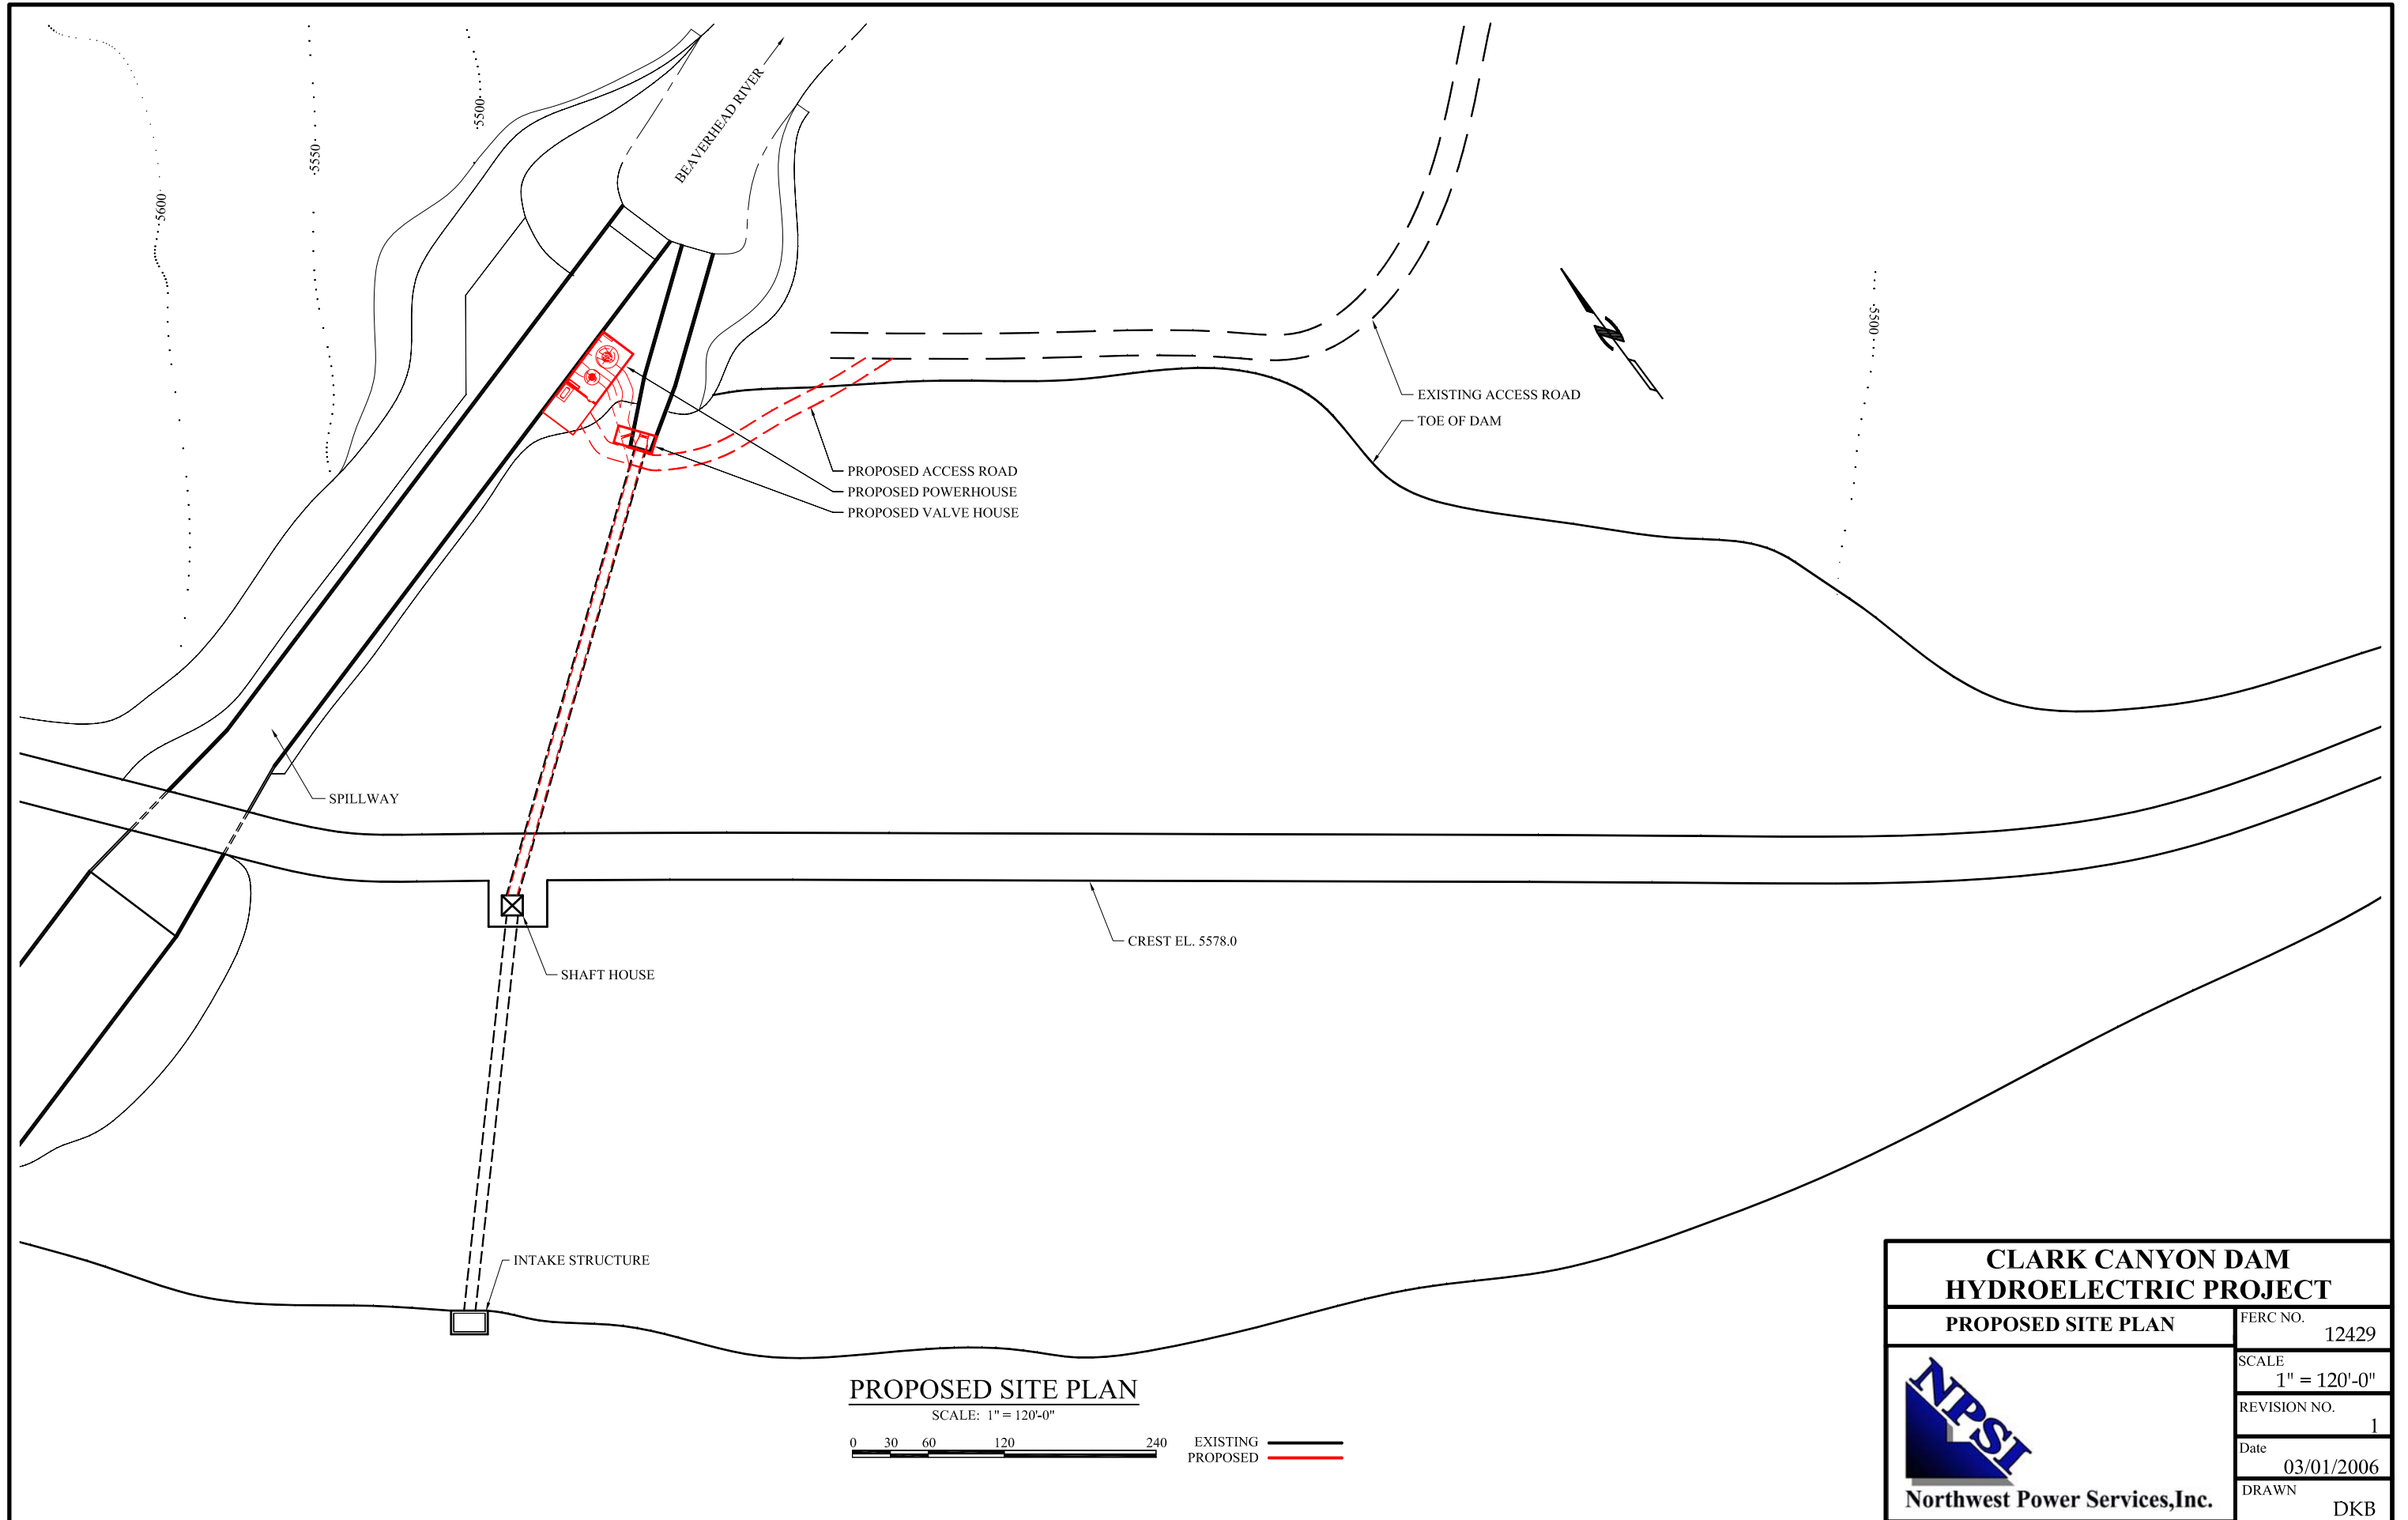 BEAVERHEAD RIVER
5500
5550
5600
5500
N
EXISTING ACCESS ROAD
TOE OF DAM
PROPOSED ACCESS ROAD
PROPOSED POWERHOUSE
PROPOSED VALVE HOUSE
SPILLWAY
CREST EL. 5578.0
SHAFT HOUSE
INTAKE STRUCTURE
PROPOSED SITE PLAN
SCALE: 1" = 120'-0"
0 30 60 120 240
EXISTING
PROPOSED
CLARK CANYON DAM
HYDROELECTRIC PROJECT
PROPOSED SITE PLAN
FERC NO.
12429
SCALE
1" = 120'-0"
REVISION NO.
1
Date
03/01/2006
DRAWN
DKB
NPSI
Northwest Power Services,Inc.